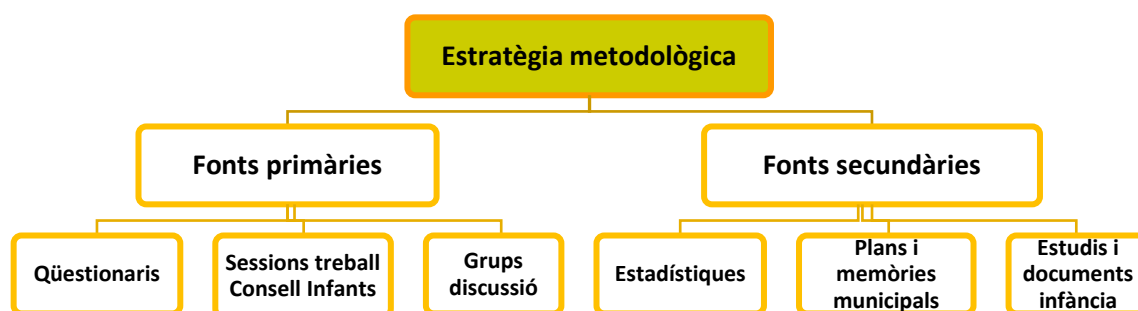 Estratègia metodològica
Fonts primàries
Fonts secundàries
Qüestionaris
Sessions treball
Consell Infants
Grups
discussió
Estadístiques
Plans i
memòries
municipals
Estudis i
documents
infància